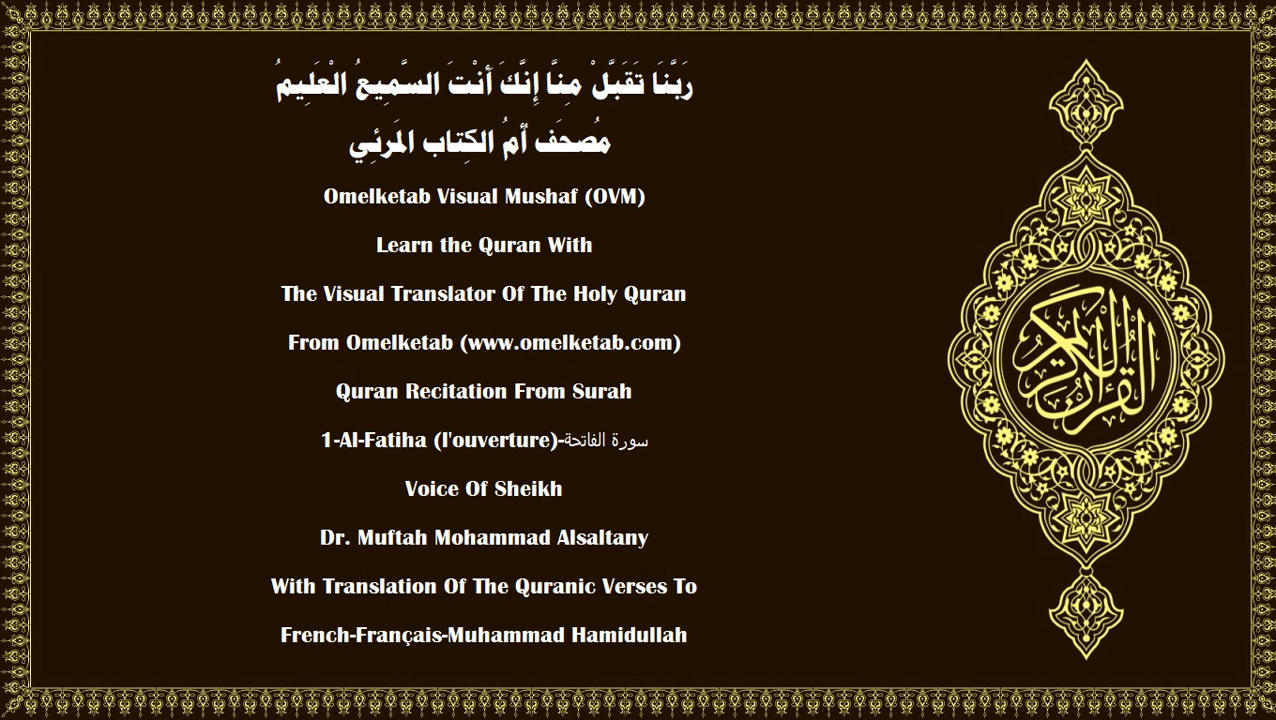 رَبَّنَا تَقَبَّلْ مِنَّا إِنَّكَ أَنْتَ السَّمِيعُ الْعَلِيمُ
مُصحَف أمُ الكِتاب المَرئِي
Omelketab Visual Mushaf (OVM)
Learn the Quran With
The Visual Translator Of The Holy Quran
From Omelketab (www.omelketab.com)
Quran Recitation From Surah
1-Al-Fatiha (l'ouverture)-سورة الفاتحة
Voice Of Sheikh
Dr. Muftah Mohammad Alsaltany
With Translation Of The Quranic Verses To
French-Français-Muhammad Hamidullah
القرآن الكريم